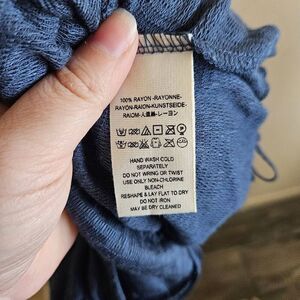 100% RAYON-RAYONNE-
RAYON-RAION-KUNSTSEIDE-
RAIOM-人造絲-レーヨン
HAND WASH COLD
SEPARATELY
DO NOT WRING OR TWIST
USE ONLY NON-CHLORINE
BLEACH
RESHAPE & LAY FLAT TO DRY
DO NOT IRON
MAY BE DRY CLEANED